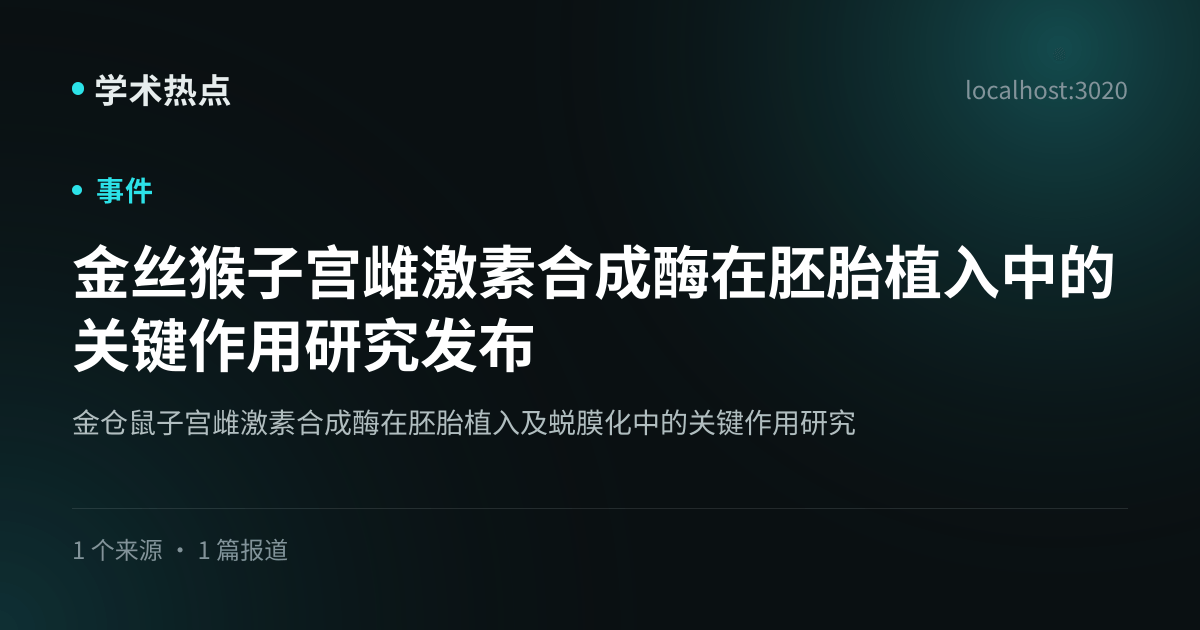 学术热点
localhost:3020
事件
金丝猴子宫雌激素合成酶在胚胎植入中的
关键作用研究发布
金仓鼠子宫雌激素合成酶在胚胎植入及蜕膜化中的关键作用研究
1 个来源 · 1 篇报道